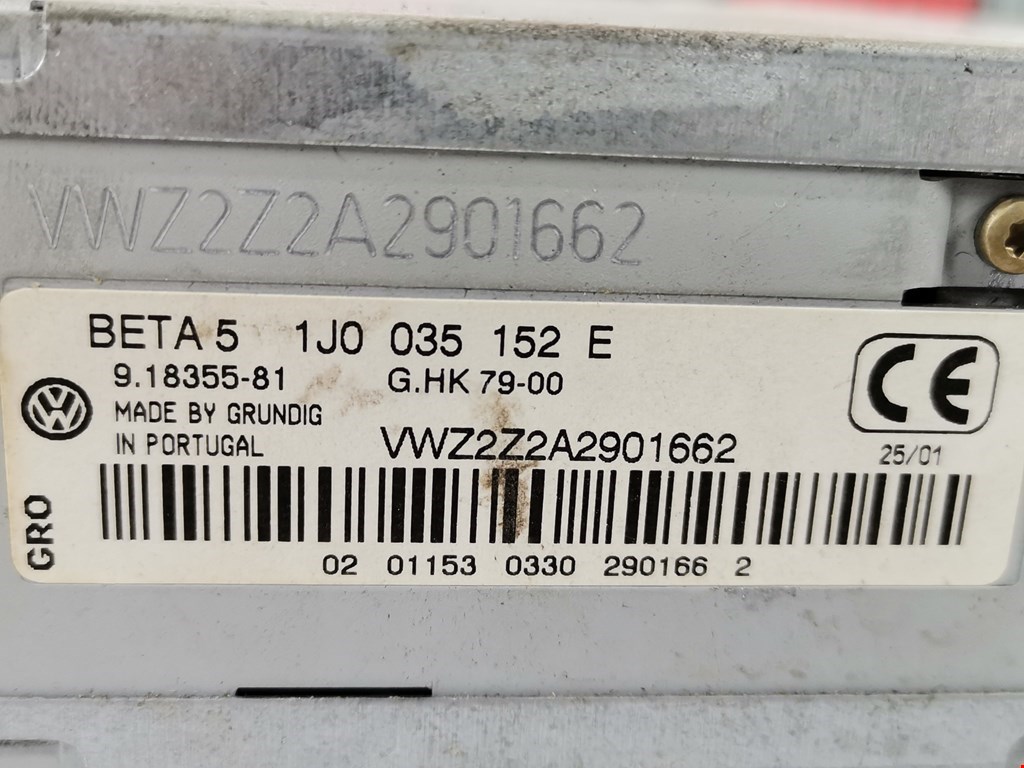 VWZ2Z2A2901662
BETA 5 1J0 035 152 E
9.18355-81 G.HK 79-00
MADE BY GRUNDIG
IN PORTUGAL
VWZ2Z2A2901662
CE
25/01
GRO
02 01153 0330 290166 2